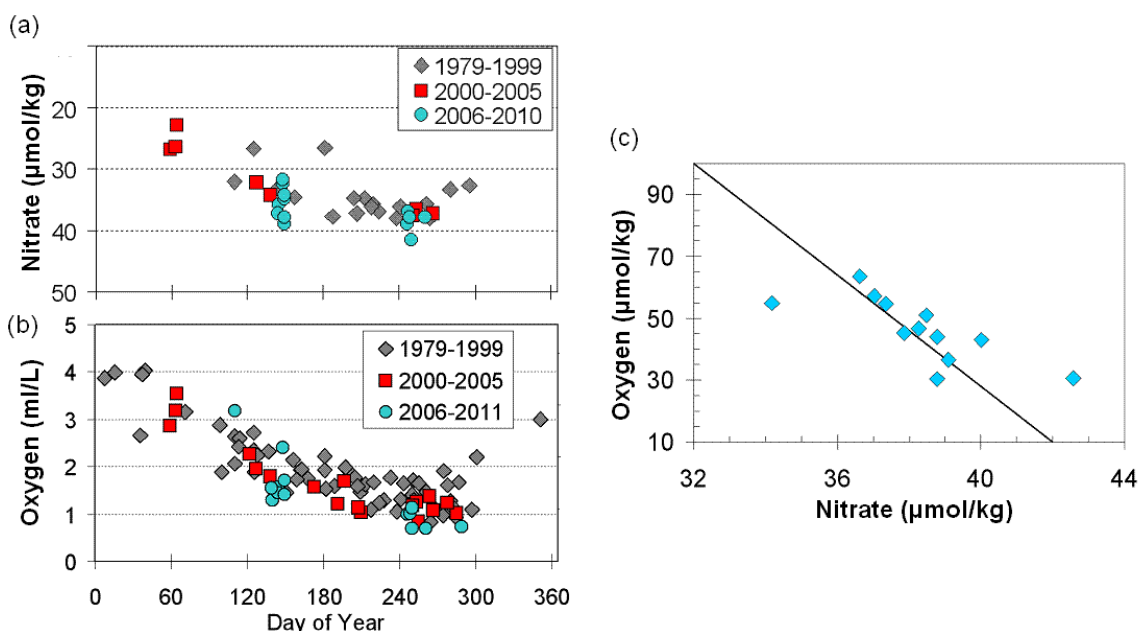 (a)
Nitrate (µmol/kg)
20
30
40
50
1979-1999
2000-2005
2006-2010
(b)
Oxygen (ml/L)
5
4
3
2
1
0
1979-1999
2000-2005
2006-2011
0 60 120 180 240 300 360
Day of Year
(c)
Oxygen (µmol/kg)
90
70
50
30
10
32 36 40 44
Nitrate (µmol/kg)